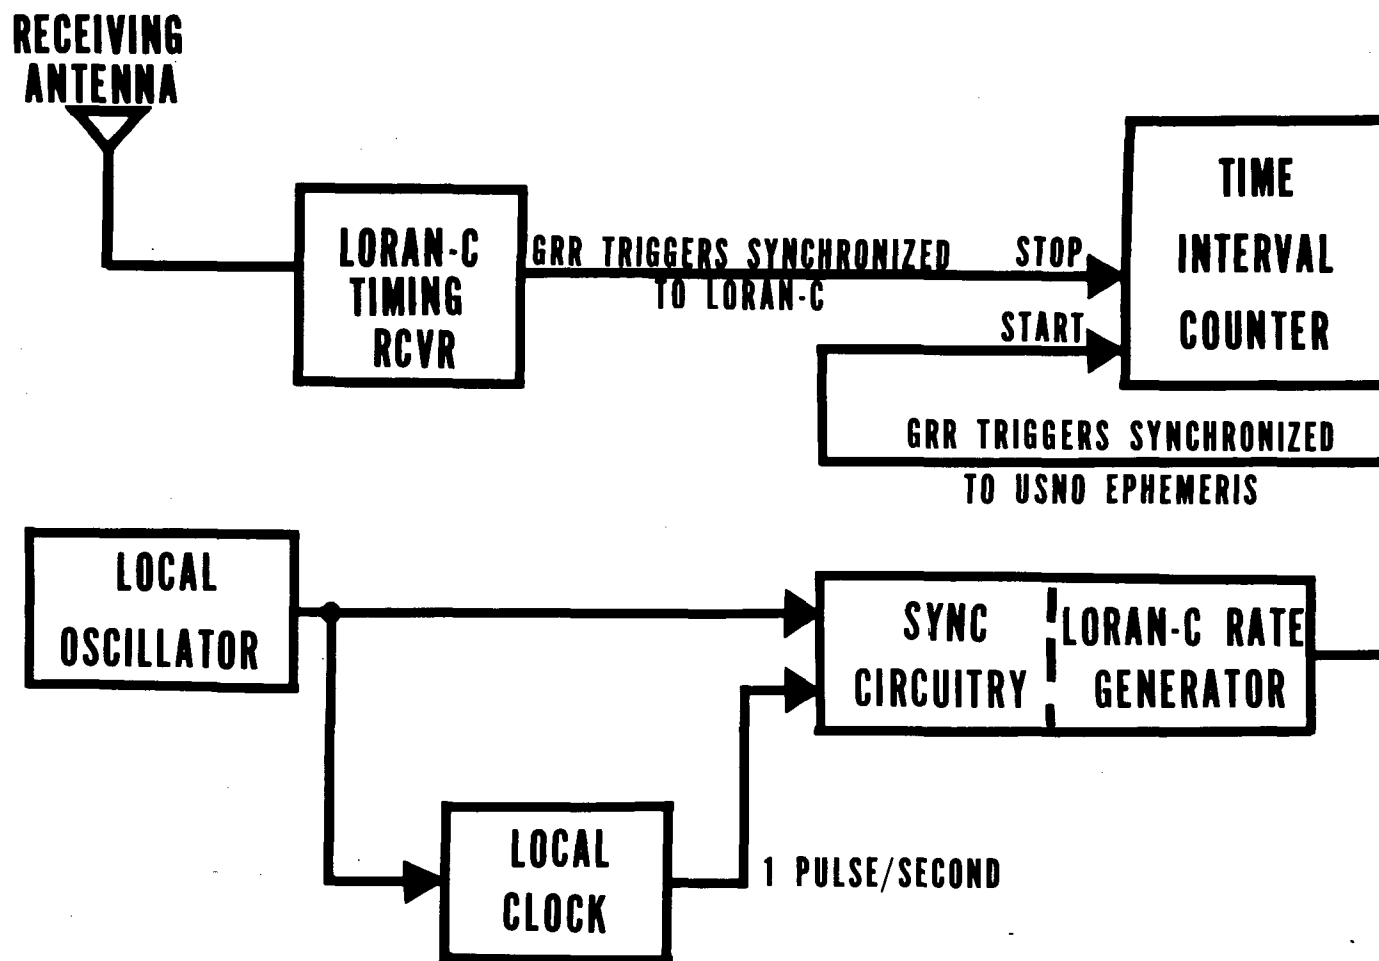 RECEIVING
ANTENNA
LORAN-C
TIMING
RCVR
GRR TRIGGERS SYNCHRONIZED
TO LORAN-C
STOP
START
TIME
INTERVAL
COUNTER
GRR TRIGGERS SYNCHRONIZED
TO USNO EPHEMERIS
LOCAL
OSCILLATOR
SYNC
CIRCUITRY
LORAN-C RATE
GENERATOR
LOCAL
CLOCK
1 PULSE/SECOND